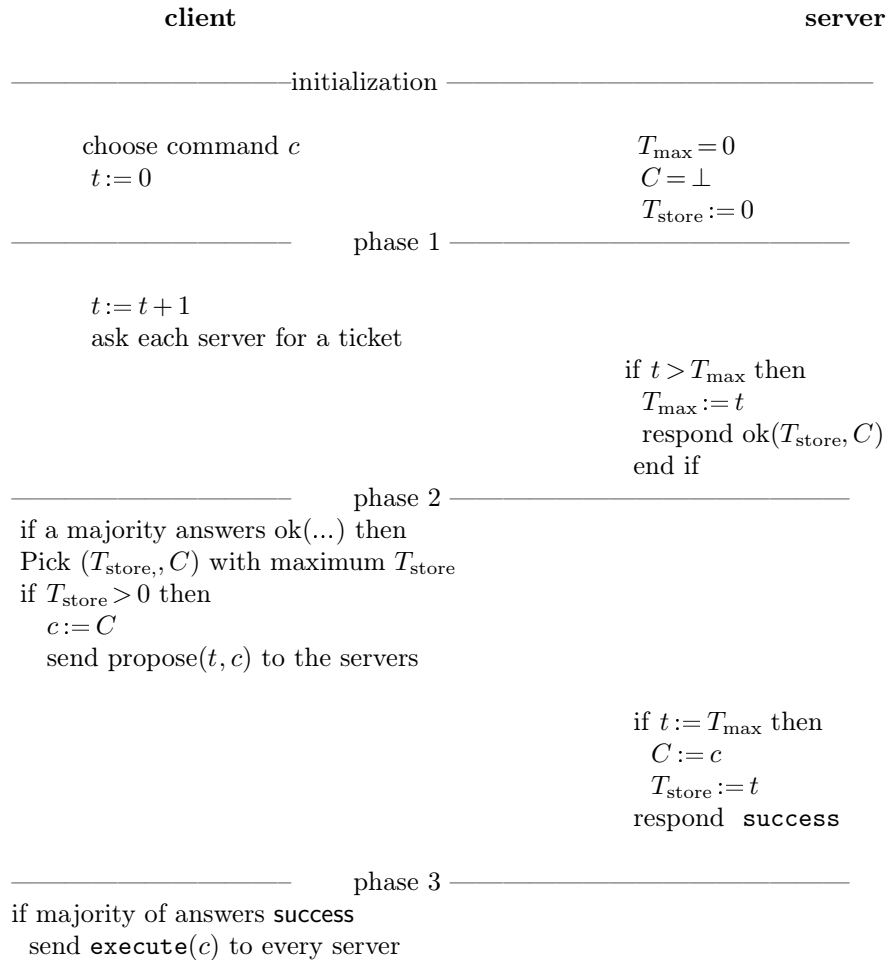 client server
initialization
choose command c
t := 0
T_max = 0
C = ⊥
T_store := 0
phase 1
t := t + 1
ask each server for a ticket
if t > T_max then
T_max := t
respond ok(T_store, C)
end if
phase 2
if a majority answers ok(...) then
Pick (T_store,, C) with maximum T_store
if T_store > 0 then
c := C
send propose(t, c) to the servers
if t := T_max then
C := c
T_store := t
respond success
phase 3
if majority of answers success
send execute(c) to every server